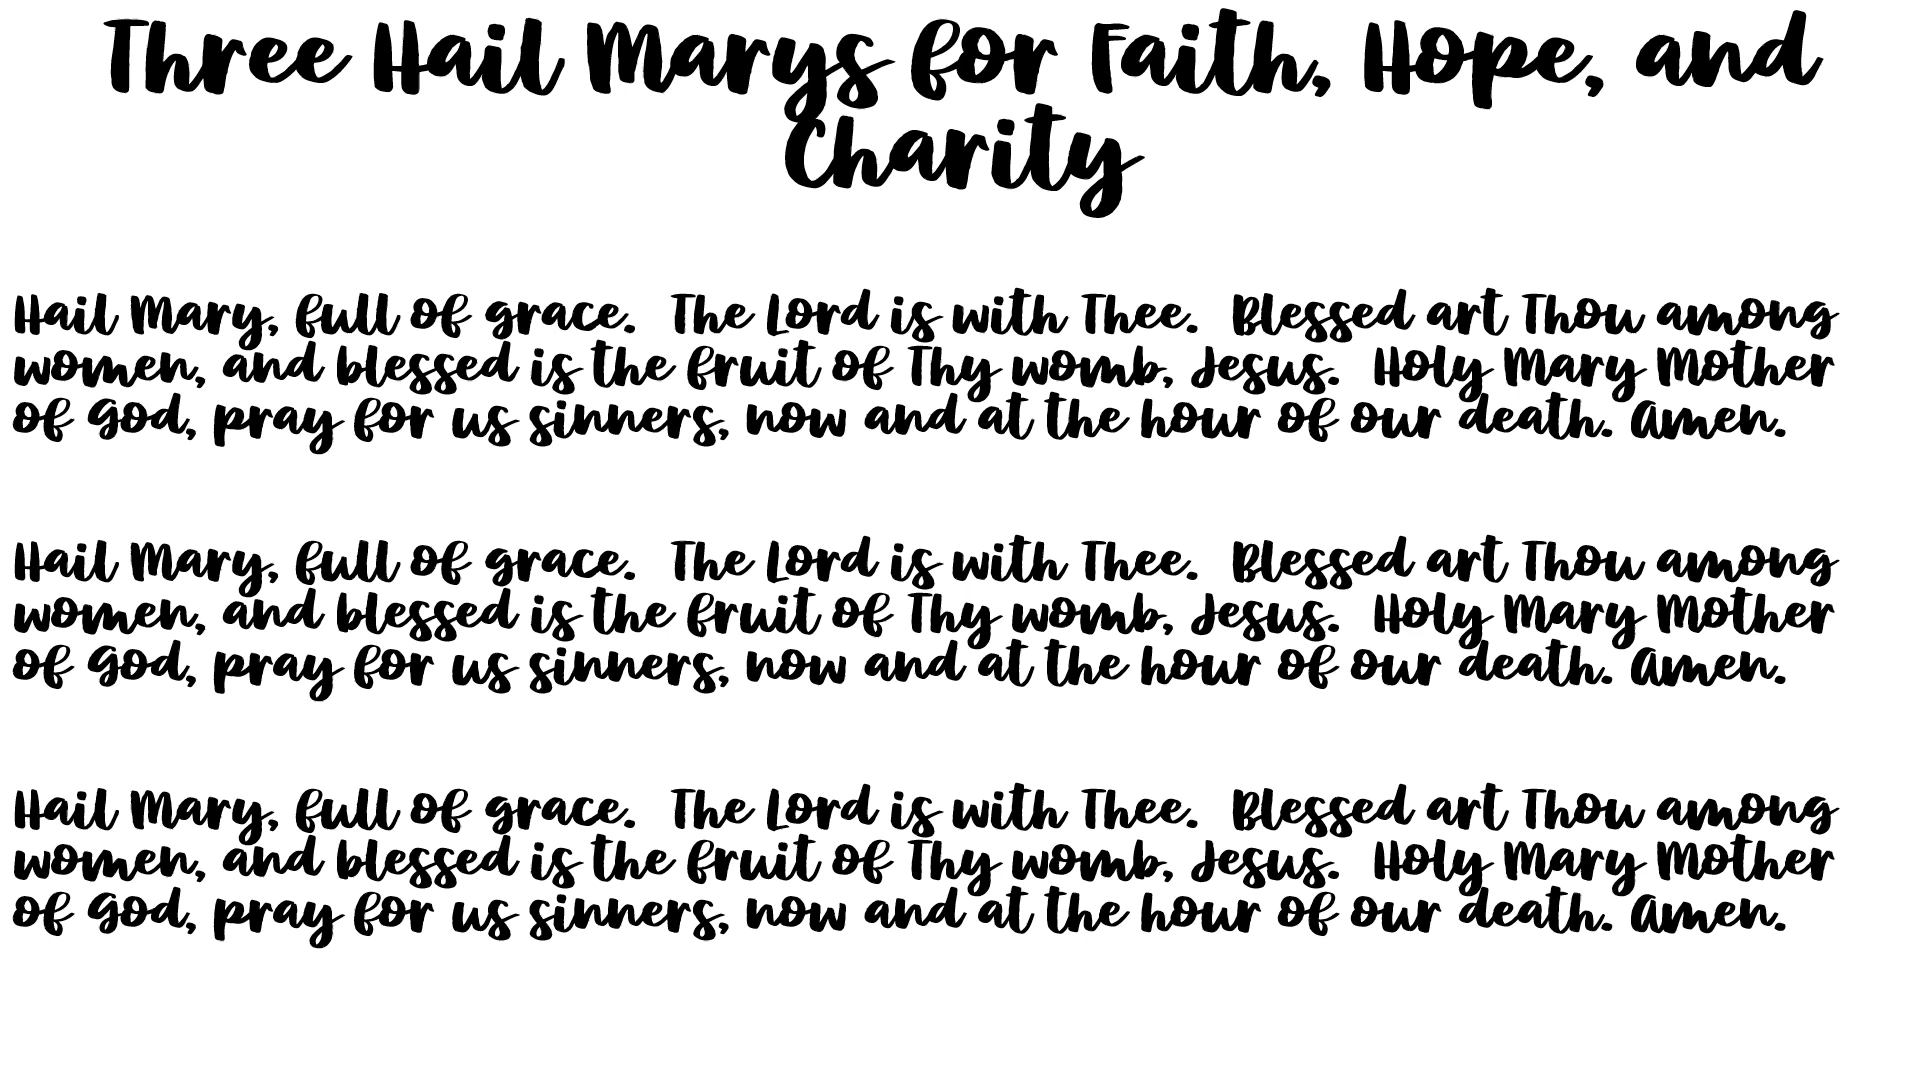 Three Hail Marys for Faith, Hope, and
Charity
Hail Mary, full of grace.  The Lord is with Thee.  Blessed art Thou among
women, and blessed is the fruit of Thy womb, Jesus.  Holy Mary Mother
of God, pray for us sinners, now and at the hour of our death. Amen.
Hail Mary, full of grace.  The Lord is with Thee.  Blessed art Thou among
women, and blessed is the fruit of Thy womb, Jesus.  Holy Mary Mother
of God, pray for us sinners, now and at the hour of our death. Amen.
Hail Mary, full of grace.  The Lord is with Thee.  Blessed art Thou among
women, and blessed is the fruit of Thy womb, Jesus.  Holy Mary Mother
of God, pray for us sinners, now and at the hour of our death. Amen.